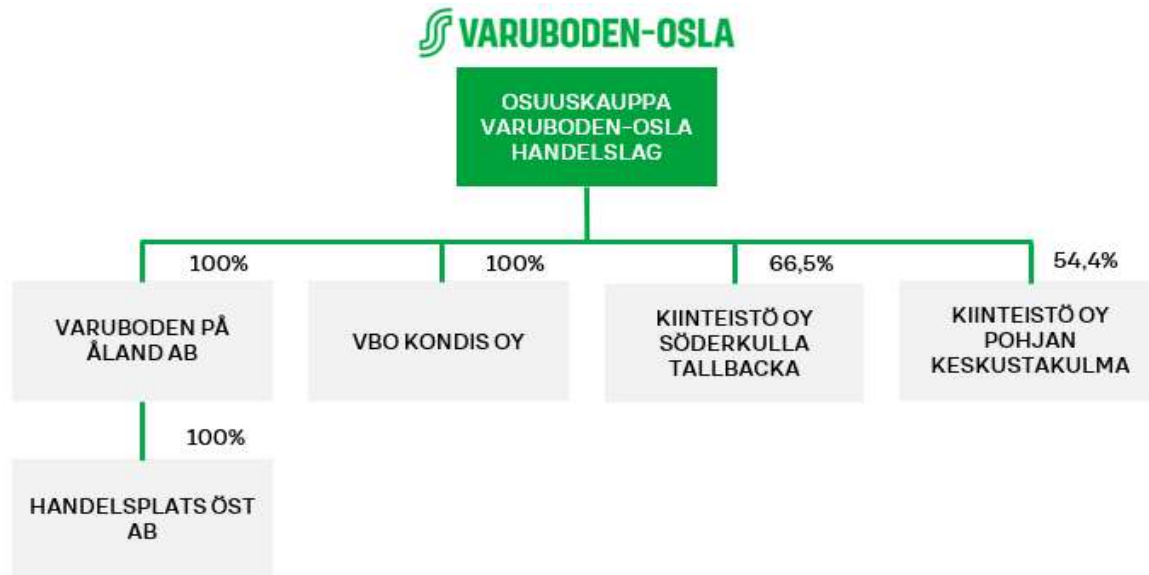 VARUBODEN-OSLA
OSUUSKAUPPA
VARUBODEN-OSLA
HANDELSLAG
100%
100%
66,5%
54,4%
VARUBODEN PÅ
ÅLAND AB
VBO KONDIS OY
KIINTEISTÖ OY
SÖDERKULLA
TALLBACKA
KIINTEISTÖ OY
POHJAN
KESKUSTAKULMA
100%
HANDELSPLATS ÖST
AB